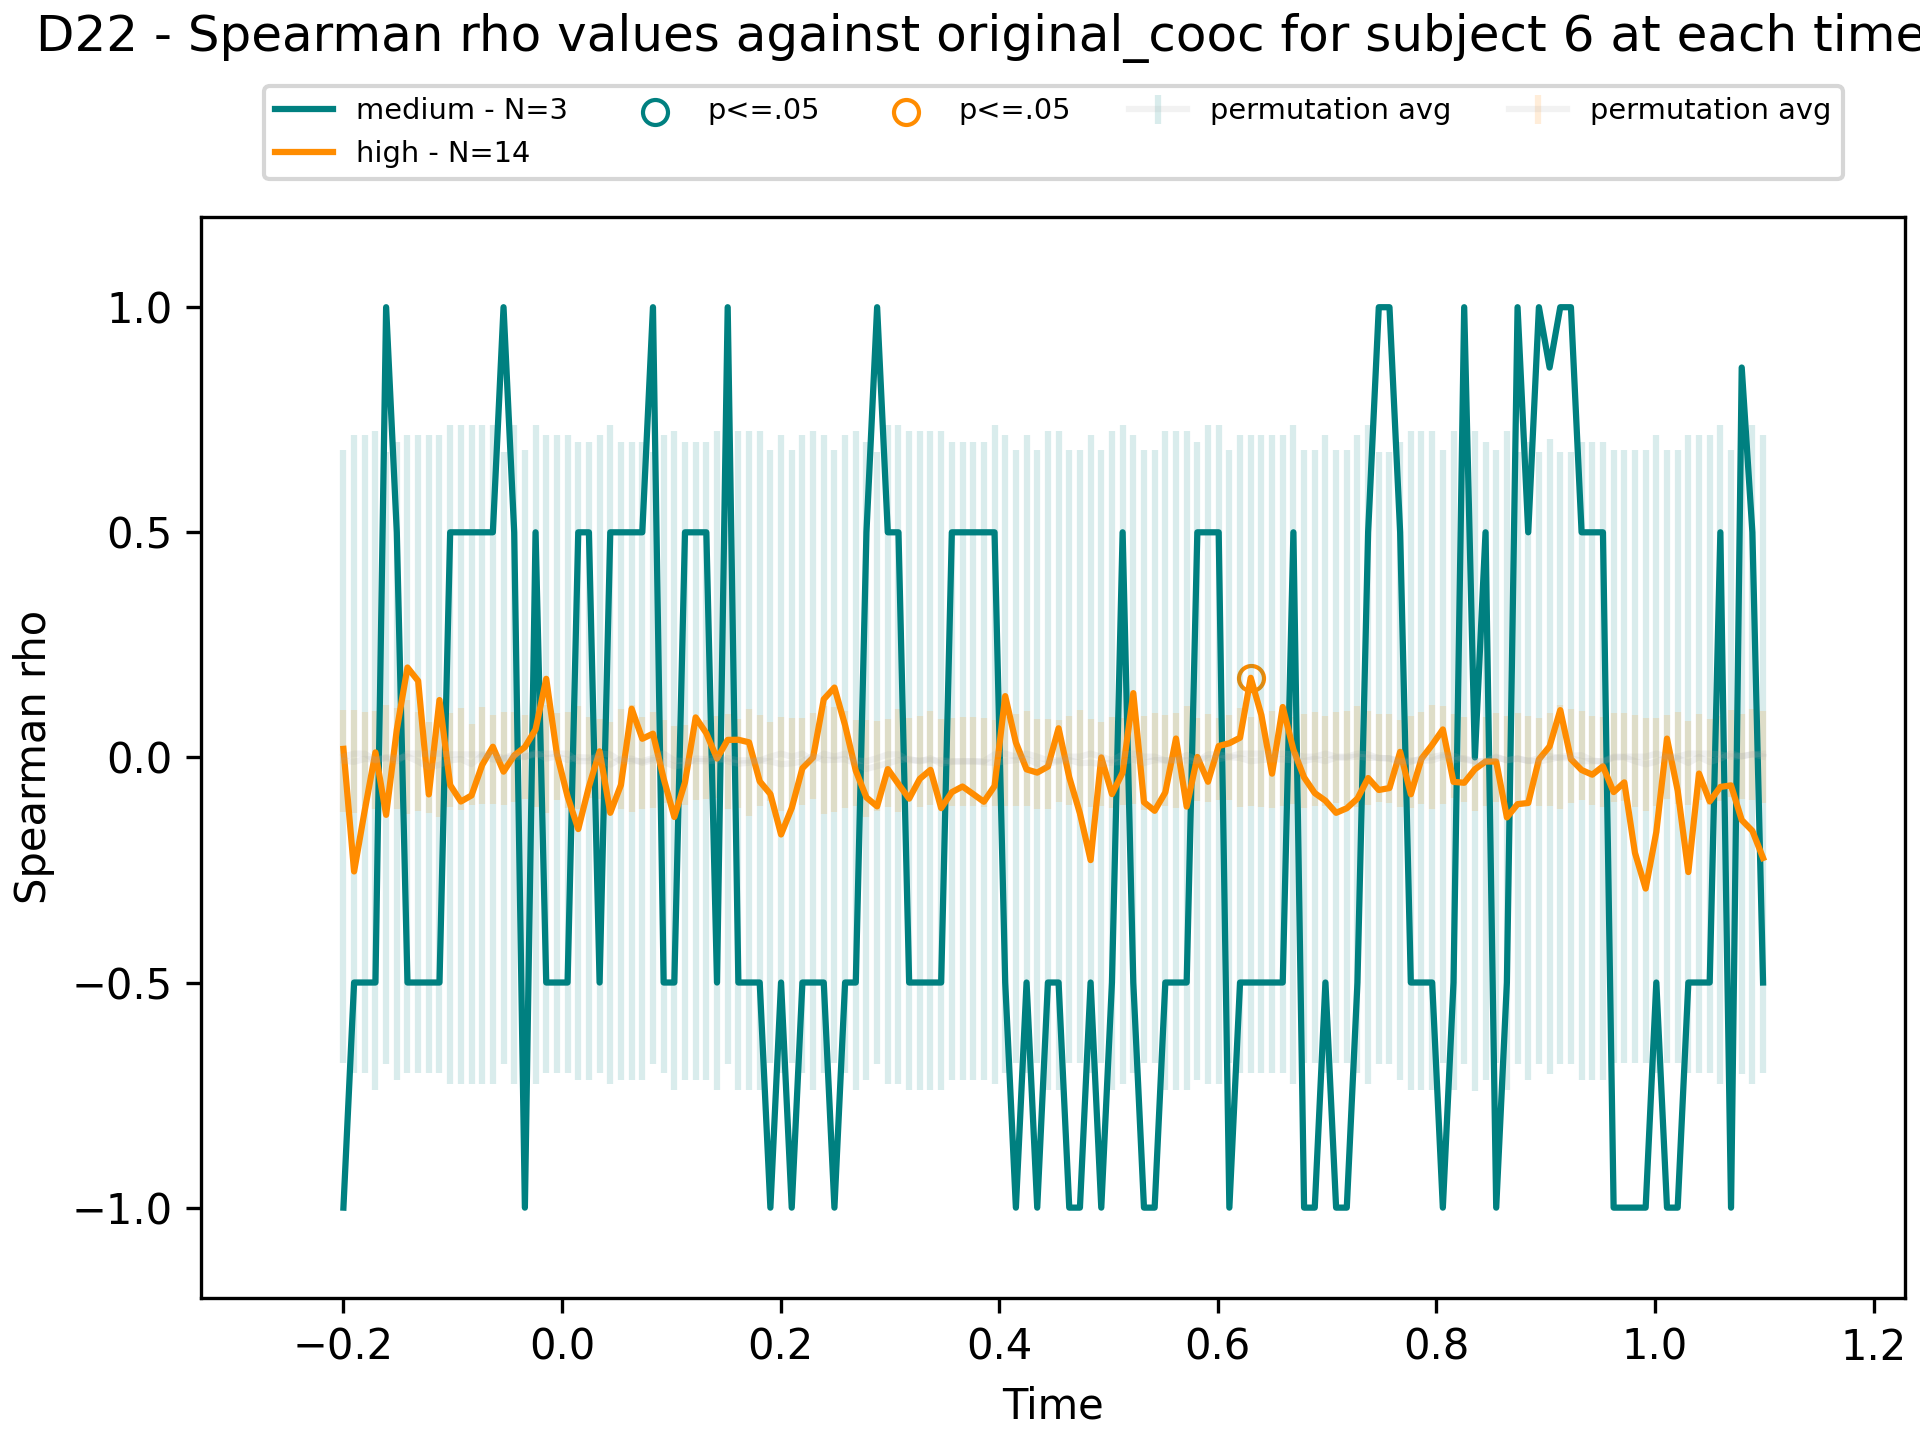 D22 - Spearman rho values against original_cooc for subject 6 at each time
medium - N=3
high - N=14
p<=.05
p<=.05
permutation avg
permutation avg
1.0
0.5
0.0
−0.5
−1.0
Spearman rho
−0.2 0.0 0.2 0.4 0.6 0.8 1.0 1.2
Time